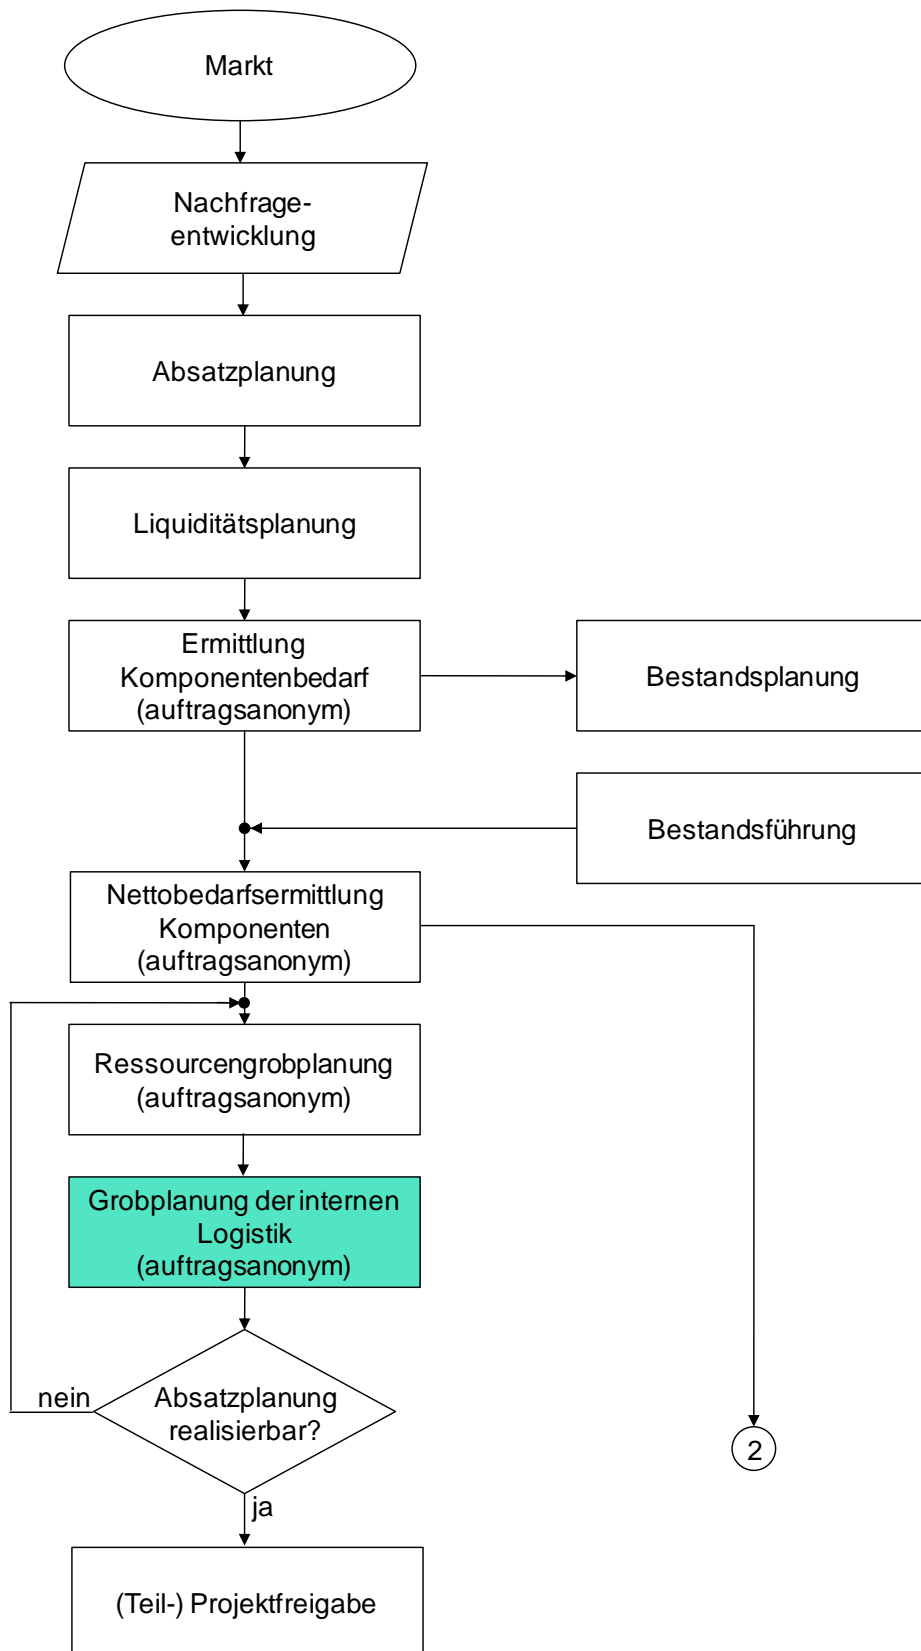 Markt
Nachfrage-
entwicklung
Absatzplanung
Liquiditätsplanung
Ermittlung
Komponentenbedarf
(auftragsanonym)
Bestandsplanung
Bestandsführung
Nettobedarfsermittlung
Komponenten
(auftragsanonym)
Ressourcengrobplanung
(auftragsanonym)
Grobplanung der internen
Logistik
(auftragsanonym)
nein
Absatzplanung
realisierbar?
2
ja
(Teil-) Projektfreigabe